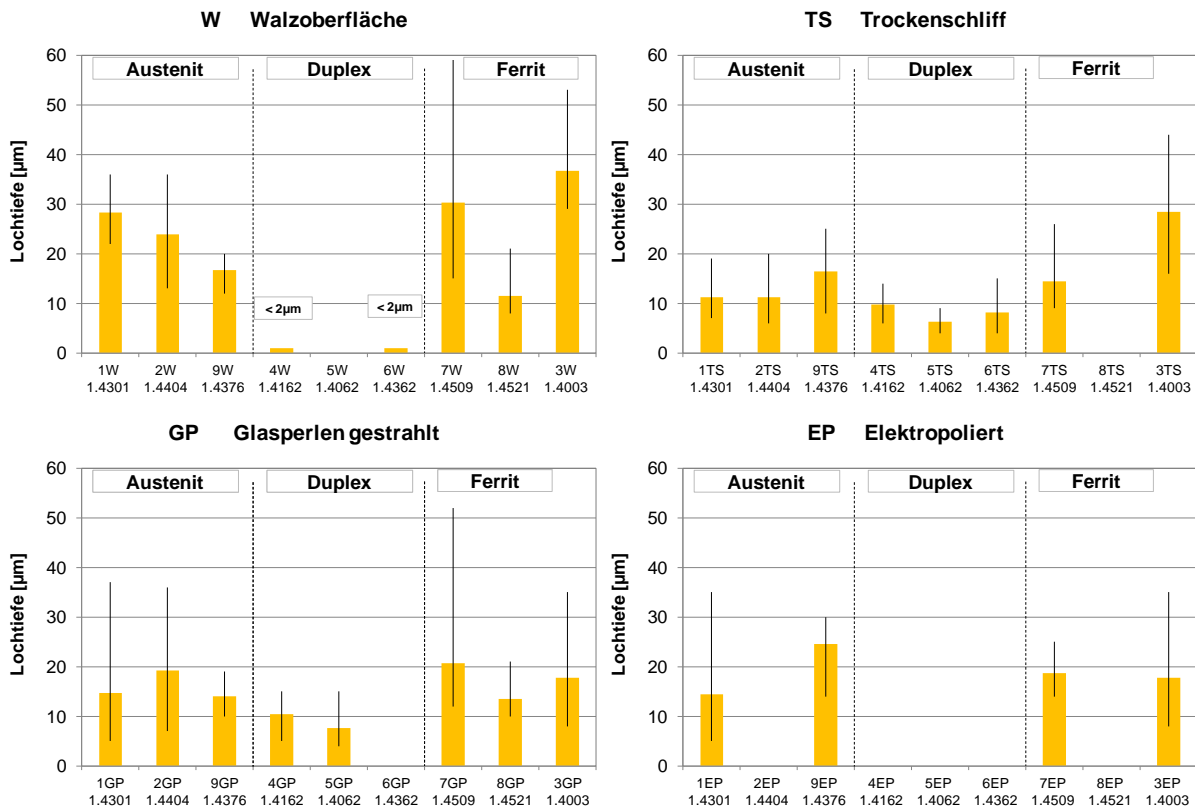 W Walzoberfläche
Lochtiefe [µm]
60
50
40
30
20
10
0
Austenit Duplex Ferrit
< 2µm < 2µm
1W 2W 9W 4W 5W 6W 7W 8W 3W
1.4301 1.4404 1.4376 1.4162 1.4062 1.4362 1.4509 1.4521 1.4003
TS Trockenschliff
Lochtiefe [µm]
60
50
40
30
20
10
0
Austenit Duplex Ferrit
1TS 2TS 9TS 4TS 5TS 6TS 7TS 8TS 3TS
1.4301 1.4404 1.4376 1.4162 1.4062 1.4362 1.4509 1.4521 1.4003
GP Glasperlen gestrahlt
Lochtiefe [µm]
60
50
40
30
20
10
0
Austenit Duplex Ferrit
1GP 2GP 9GP 4GP 5GP 6GP 7GP 8GP 3GP
1.4301 1.4404 1.4376 1.4162 1.4062 1.4362 1.4509 1.4521 1.4003
EP Elektropoliert
Lochtiefe [µm]
60
50
40
30
20
10
0
Austenit Duplex Ferrit
1EP 2EP 9EP 4EP 5EP 6EP 7EP 8EP 3EP
1.4301 1.4404 1.4376 1.4162 1.4062 1.4362 1.4509 1.4521 1.4003